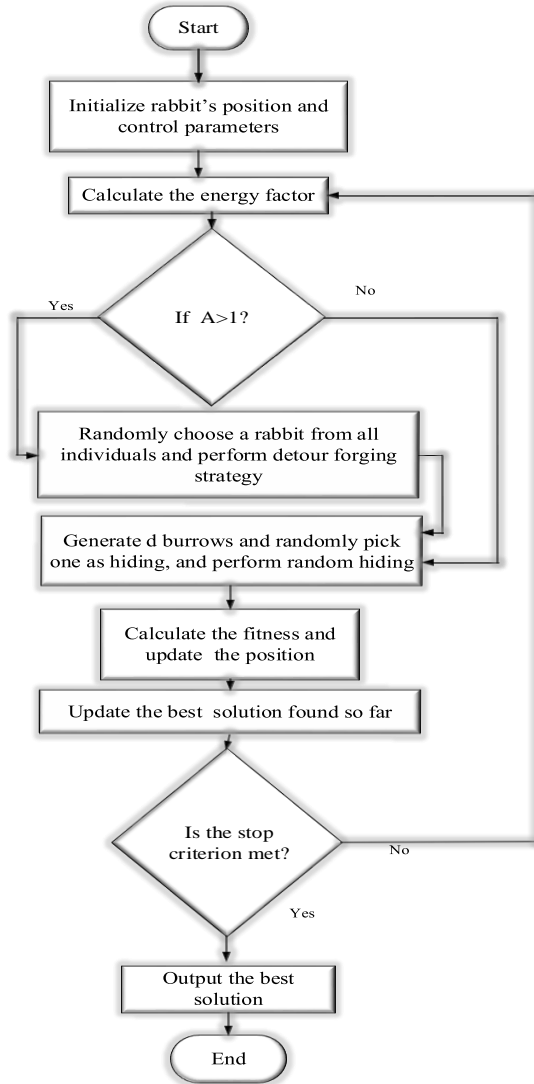 Start
Initialize rabbit's position and
control parameters
Calculate the energy factor
If A>1?
Yes
No
Randomly choose a rabbit from all
individuals and perform detour forging
strategy
Generate d burrows and randomly pick
one as hiding, and perform random hiding
Calculate the fitness and
update the position
Update the best solution found so far
Is the stop
criterion met?
No
Yes
Output the best
solution
End